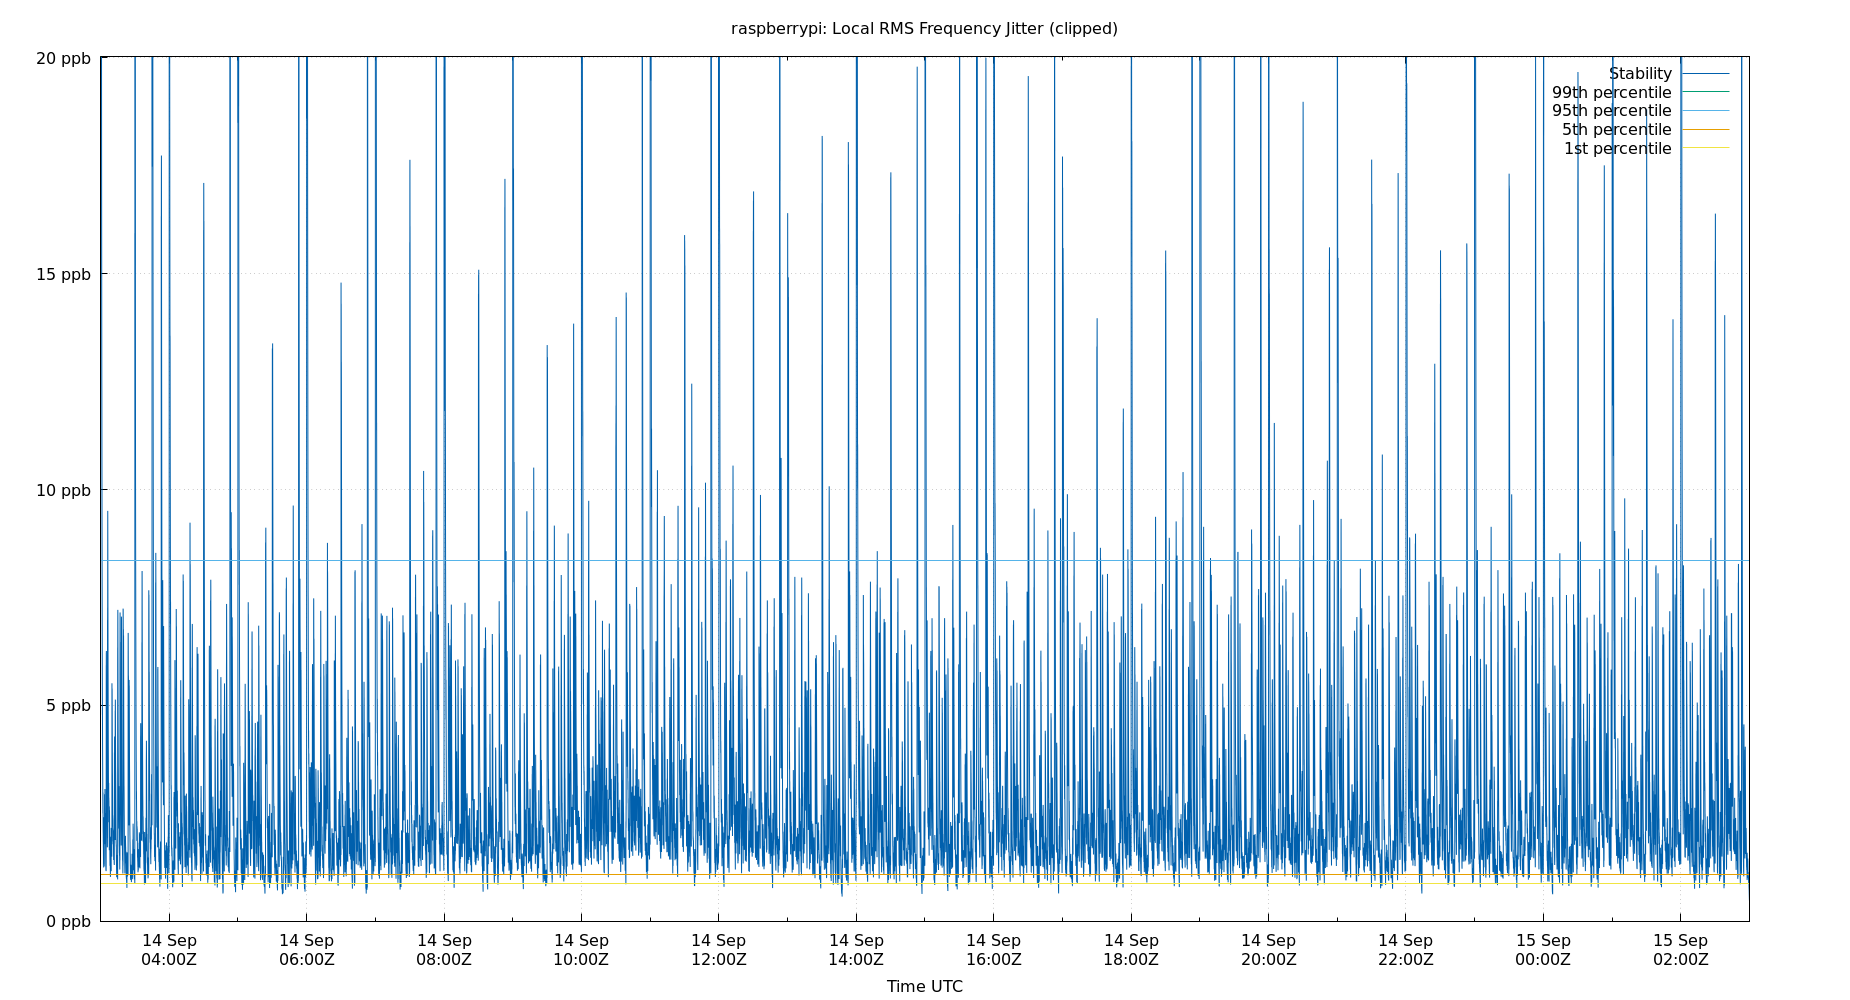 raspberrypi: Local RMS Frequency Jitter (clipped)
20 ppb
15 ppb
10 ppb
5 ppb
0 ppb
Stability
99th percentile
95th percentile
5th percentile
1st percentile
14 Sep 14 Sep 14 Sep 14 Sep 14 Sep 14 Sep 14 Sep 14 Sep 14 Sep 14 Sep 15 Sep 15 Sep
04:00Z 06:00Z 08:00Z 10:00Z 12:00Z 14:00Z 16:00Z 18:00Z 20:00Z 22:00Z 00:00Z 02:00Z
Time UTC